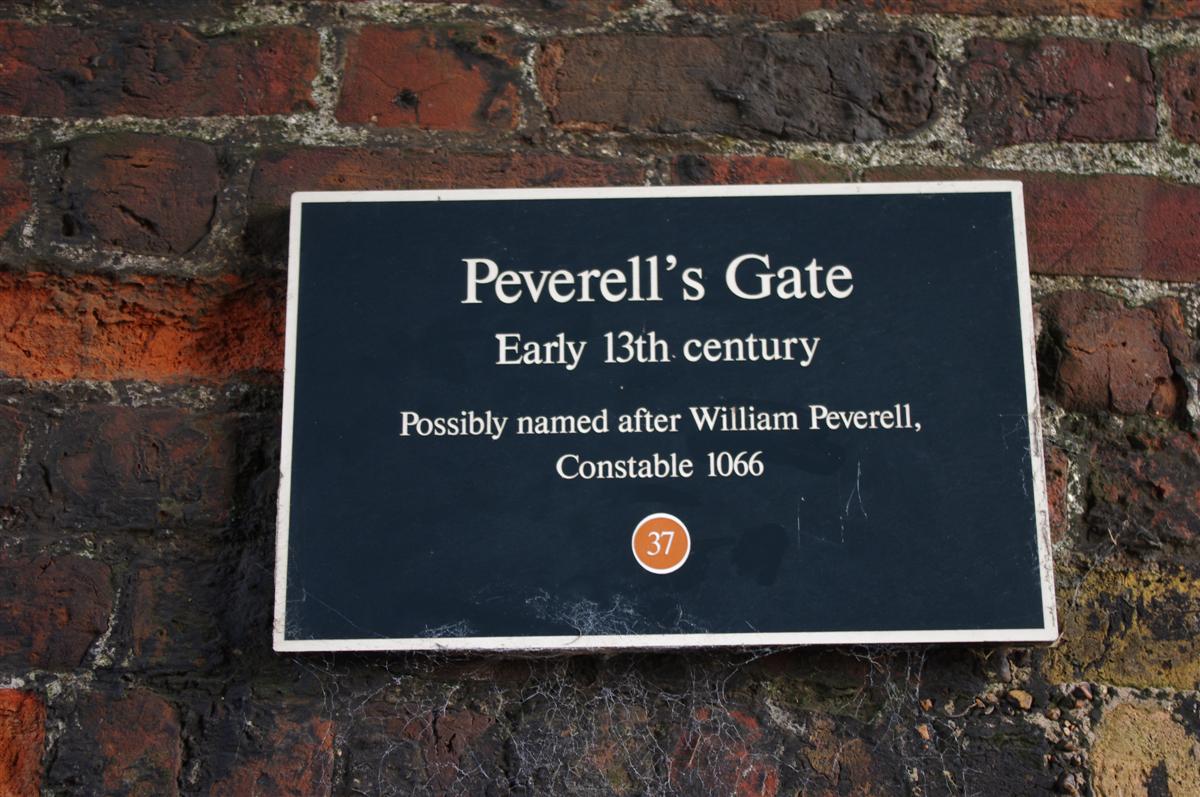 Peverell's Gate
Early 13th century
Possibly named after William Peverell,
Constable 1066
37